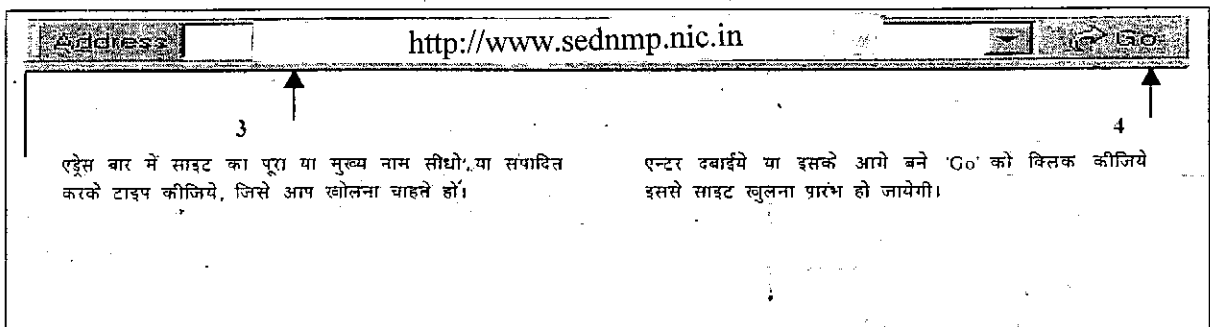 Address http://www.sednmp.nic.in Go
3
एड्रेस बार में साइट का पूरा या मुख्य नाम सीधो या संपादित
करके टाइप कीजिये, जिसे आप खोलना चाहते हों।
4
एन्टर दबाईये या इसके आगे बने 'Go' को क्लिक कीजिये
इससे साइट खुलना प्रारंभ हो जायेगी।